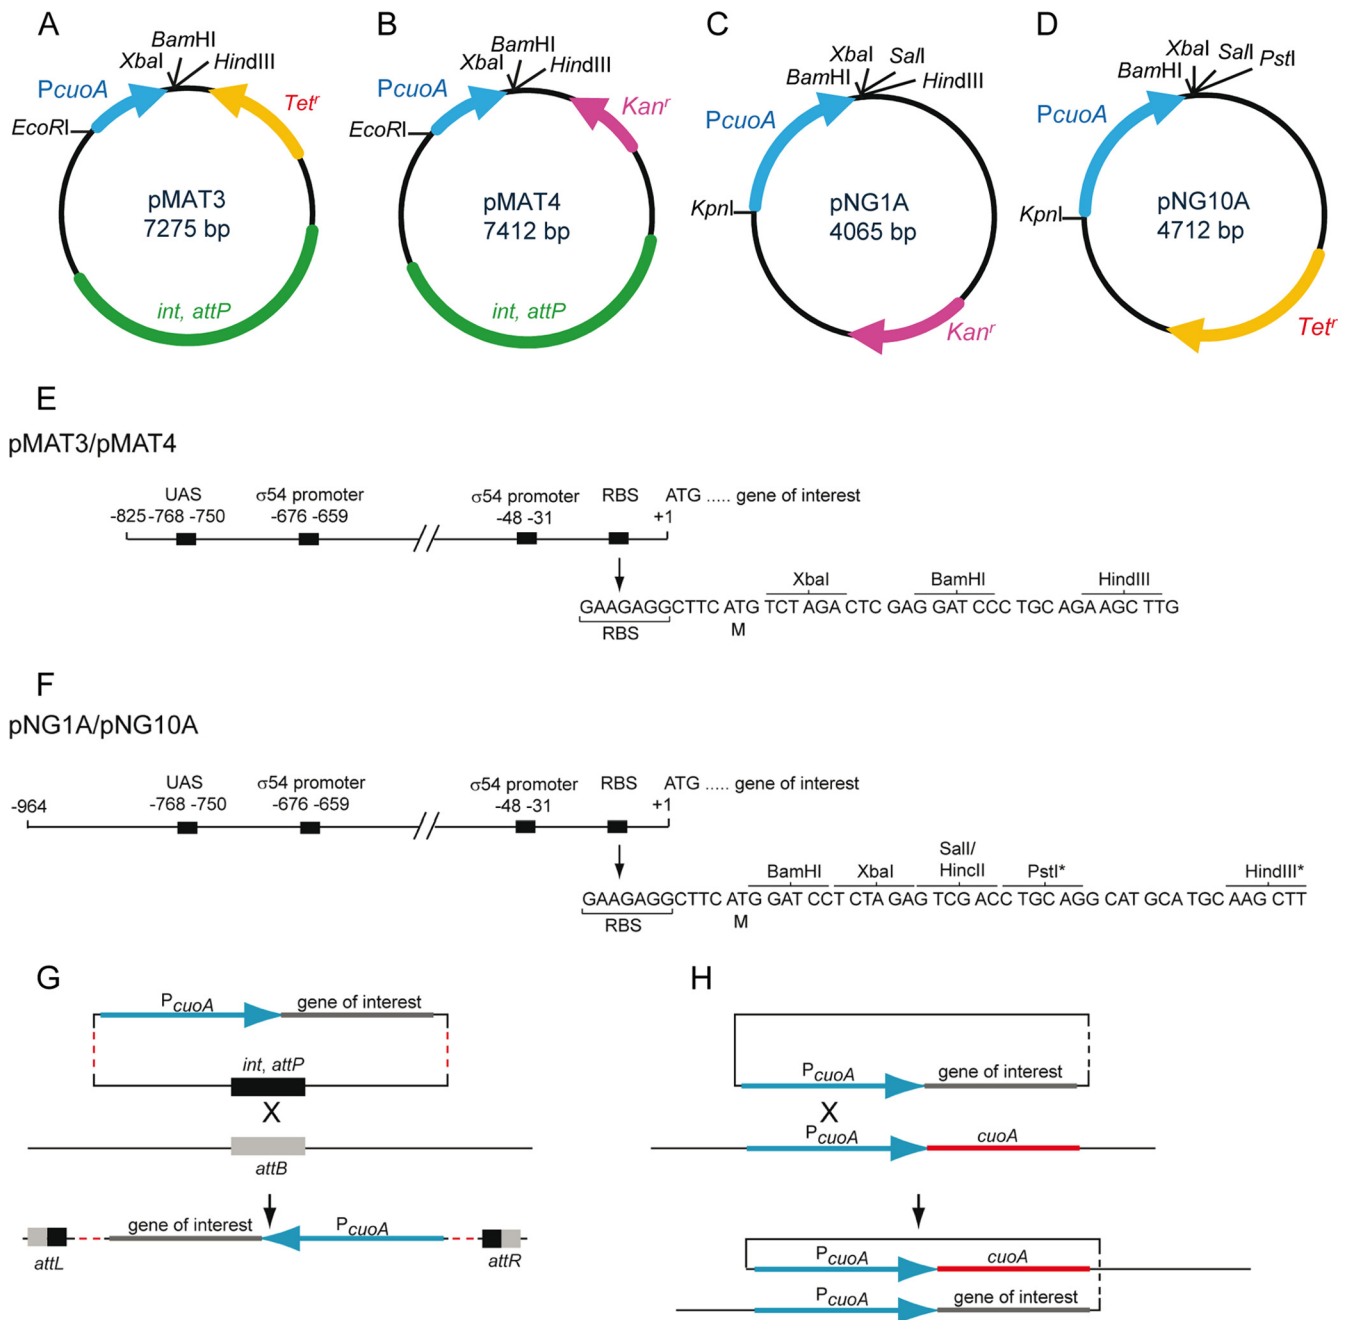 A
B
C
D
BamHI
XbaI
HindIII
PcuoA
Tetʳ
EcoRI
pMAT3
7275 bp
int, attP
BamHI
XbaI
HindIII
PcuoA
Kanʳ
EcoRI
pMAT4
7412 bp
int, attP
XbaI
SalI
BamHI
HindIII
PcuoA
KpnI
pNG1A
4065 bp
Kanʳ
XbaI
SalI
PstI
BamHI
PcuoA
KpnI
pNG10A
4712 bp
Tetʳ
E
pMAT3/pMAT4
UAS σ54 promoter σ54 promoter RBS ATG ..... gene of interest
-825 -768 -750 -676 -659 -48 -31 +1
XbaI BamHI HindIII
GAAGAGGCTTC ATG TCT AGA CTC GAG GGAT CCC TGC AGA AGC TTG
RBS M
F
pNG1A/pNG10A
UAS σ54 promoter σ54 promoter RBS ATG ..... gene of interest
-964 -768 -750 -676 -659 -48 -31 +1
SalI/
BamHI XbaI HincII PstI* HindIII*
GAAGAGGCTTC ATG GAT CCT CTA GAG TCG ACC TGC AGG CAT GCA TGC AAG CTT
RBS M
G
PcuoA gene of interest
int, attP
X
attB
gene of interest PcuoA
attL attR
H
PcuoA gene of interest
X
PcuoA cuoA
PcuoA cuoA
PcuoA gene of interest